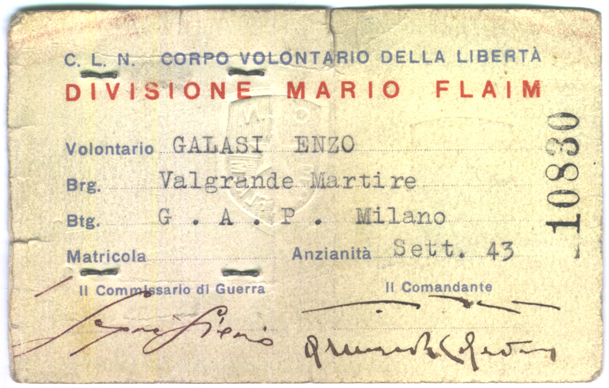 C. L. N. CORPO VOLONTARIO DELLA LIBERTÀ
DIVISIONE MARIO FLAIM
Volontario GALASI ENZO
Brg. Valgrande Martire
Btg. G . A . P . Milano
Matricola Anzianità Sett. 43
10830
Il Commissario di Guerra Il Comandante